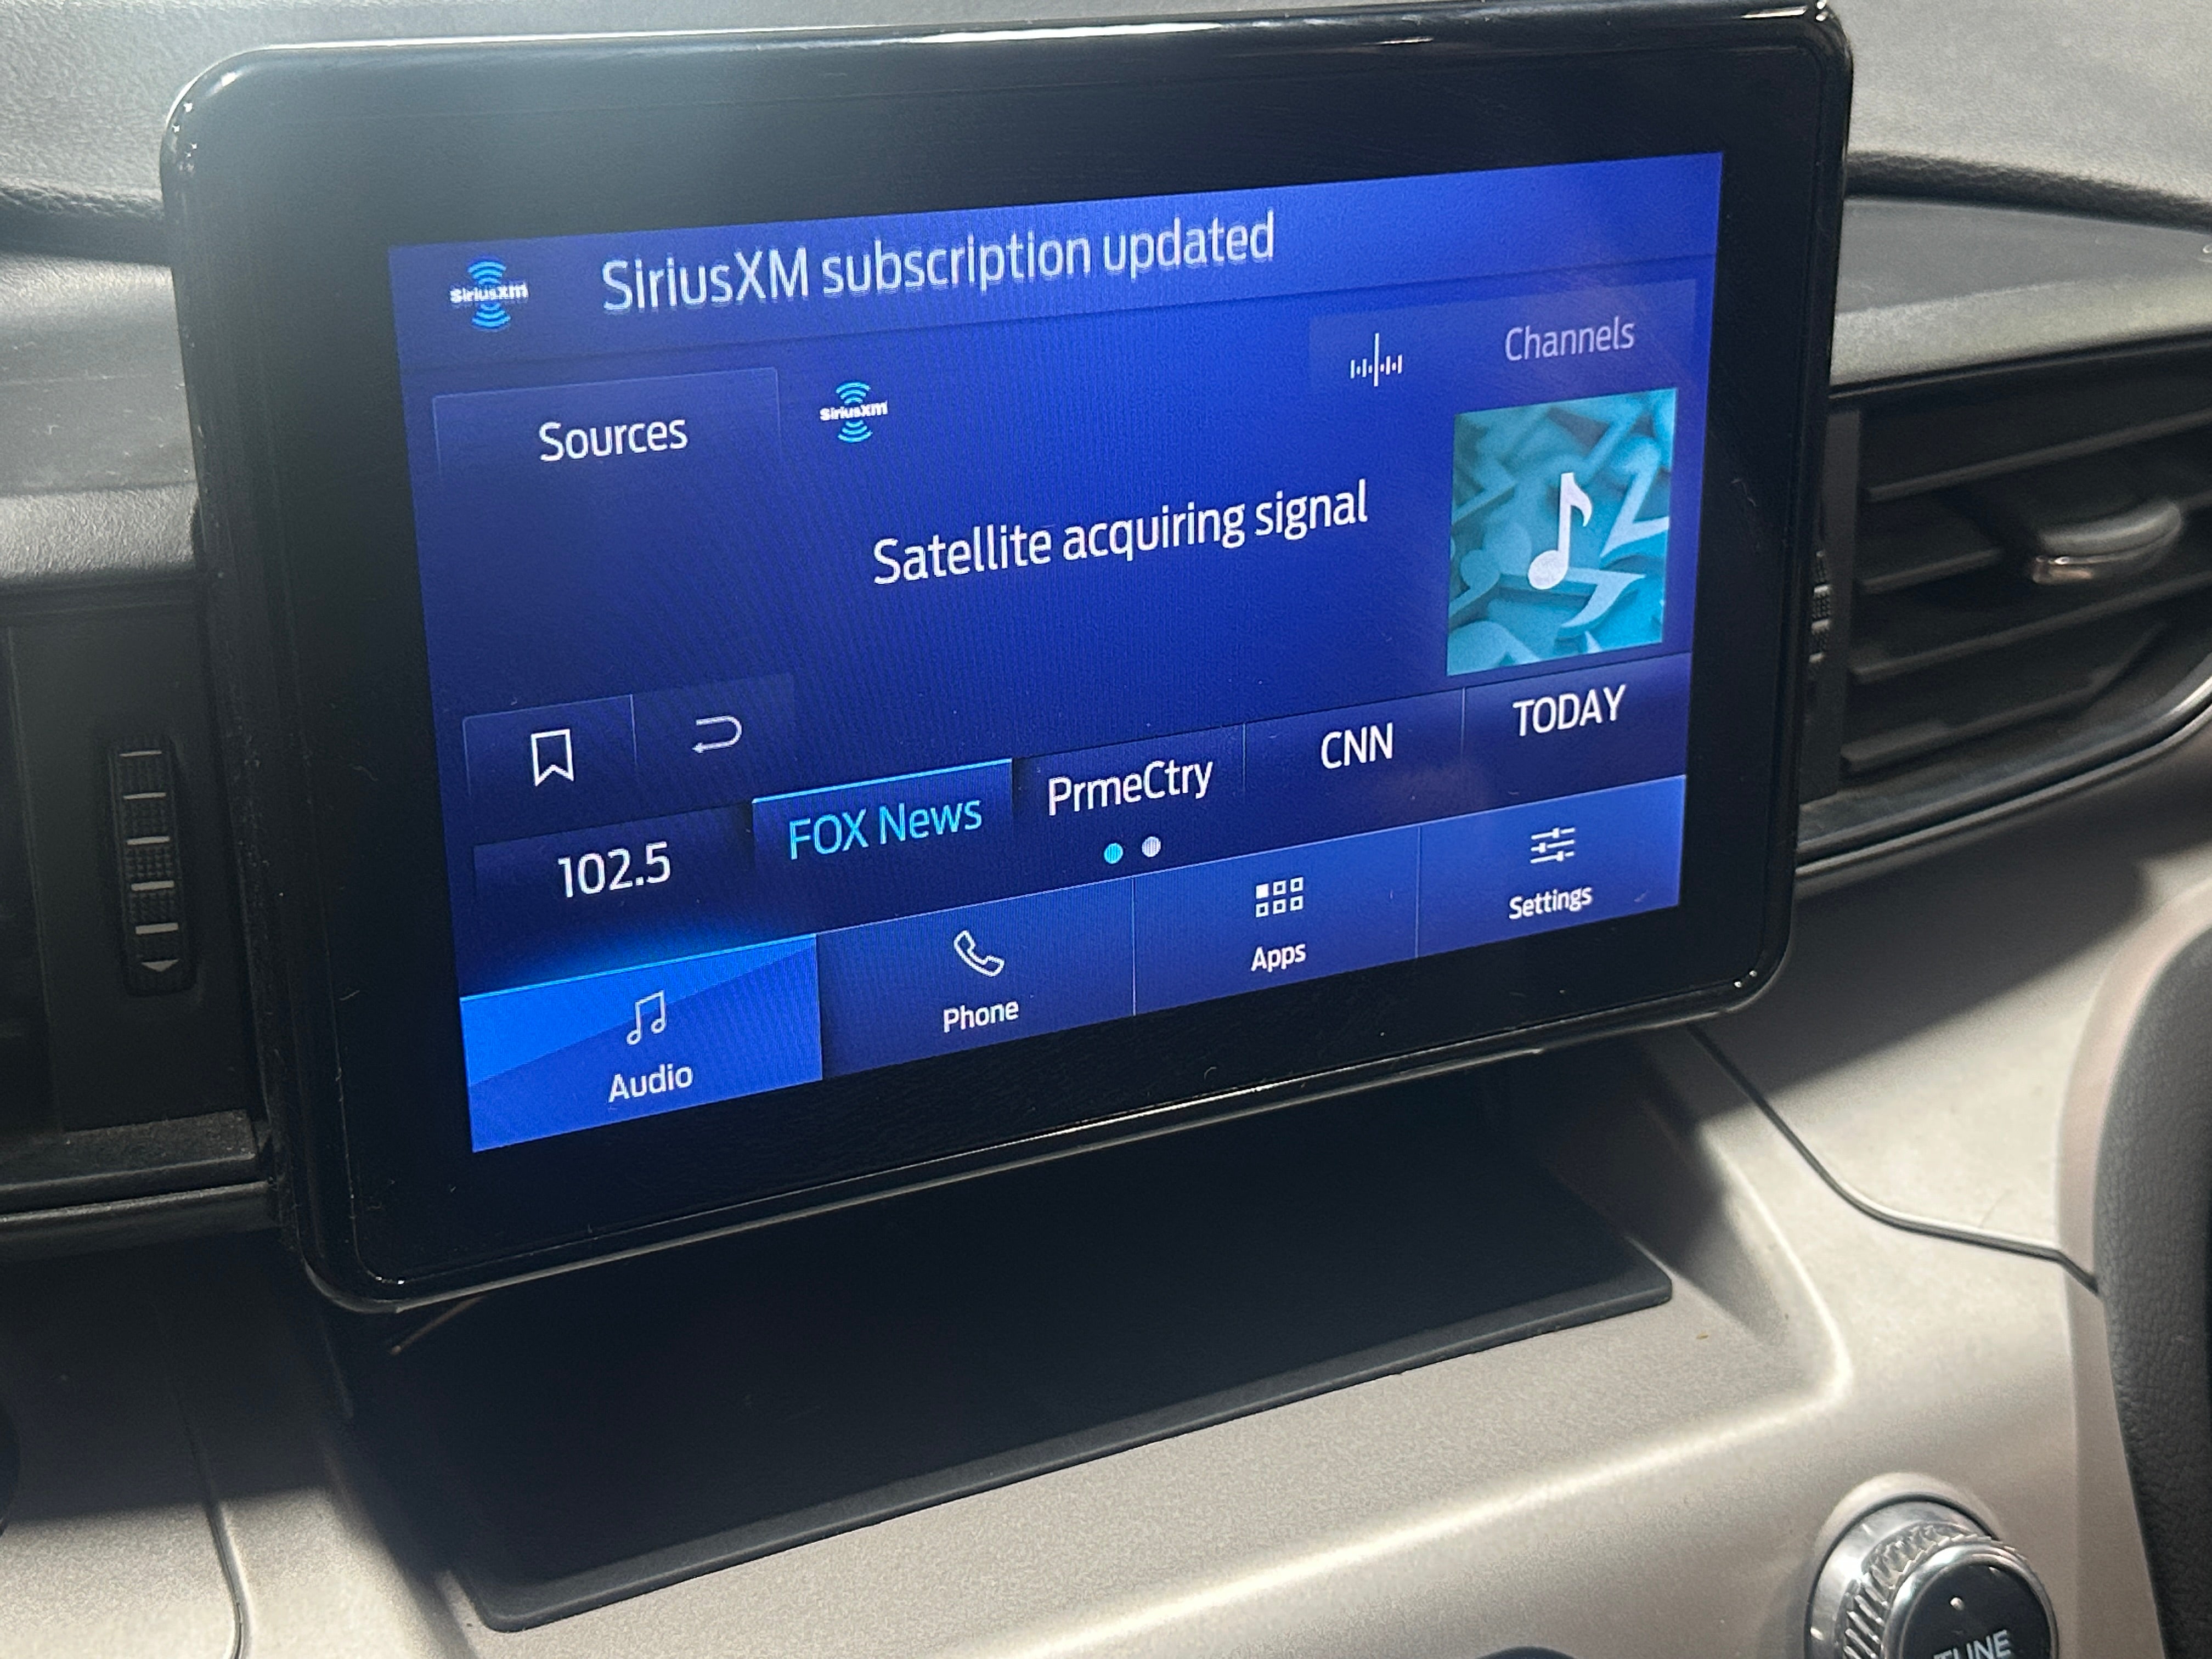 SiriusXM
SiriusXM subscription updated
Channels
Sources
SiriusXM
Satellite acquiring signal
102.5
FOX News
PrmeCtry
CNN
TODAY
Audio
Phone
Apps
Settings
TUNE